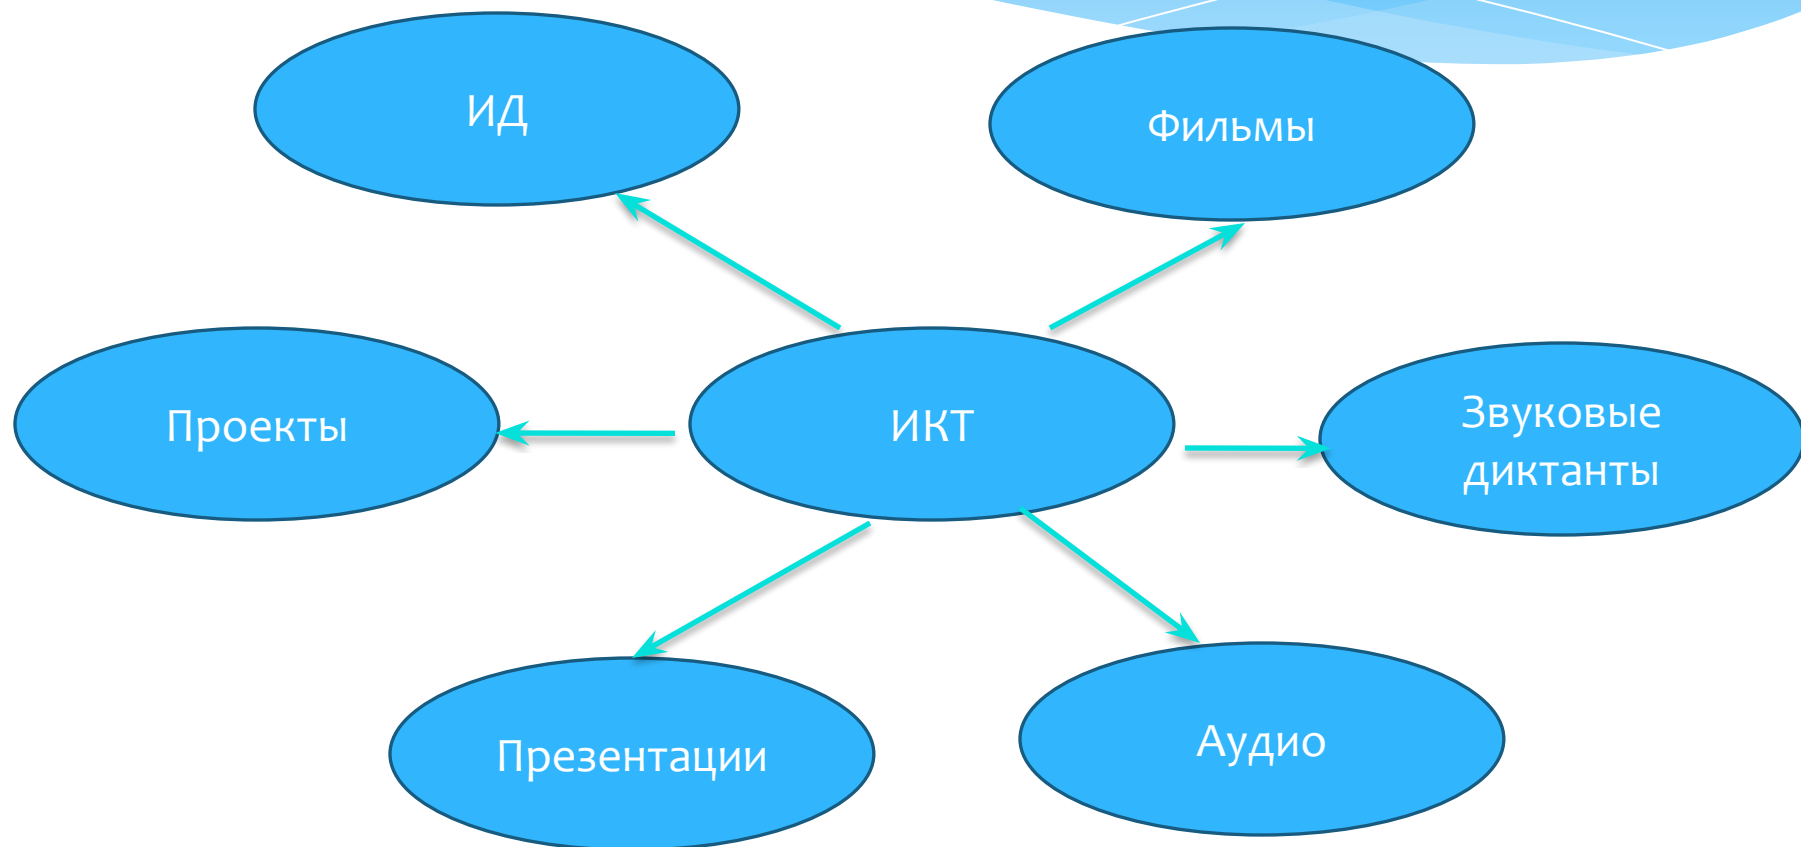 ИД
Фильмы
Проекты
ИКТ
Звуковые
диктанты
Презентации
Аудио